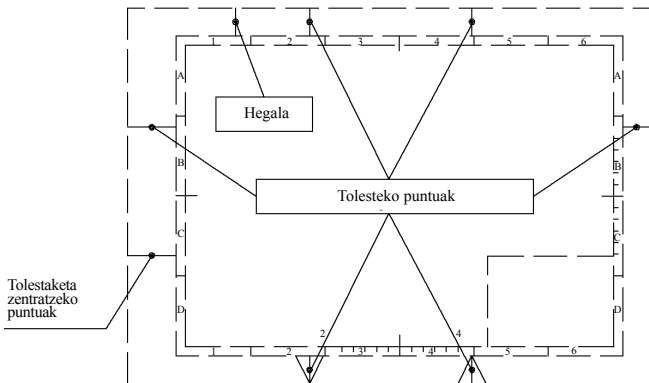 1 2 3 4 5 6
A A
Hegala
B B
Tolesteko puntuak
C C
Tolestaketa
zentratzeko
puntuak
D D
2 4
1 2 3 4 5 6